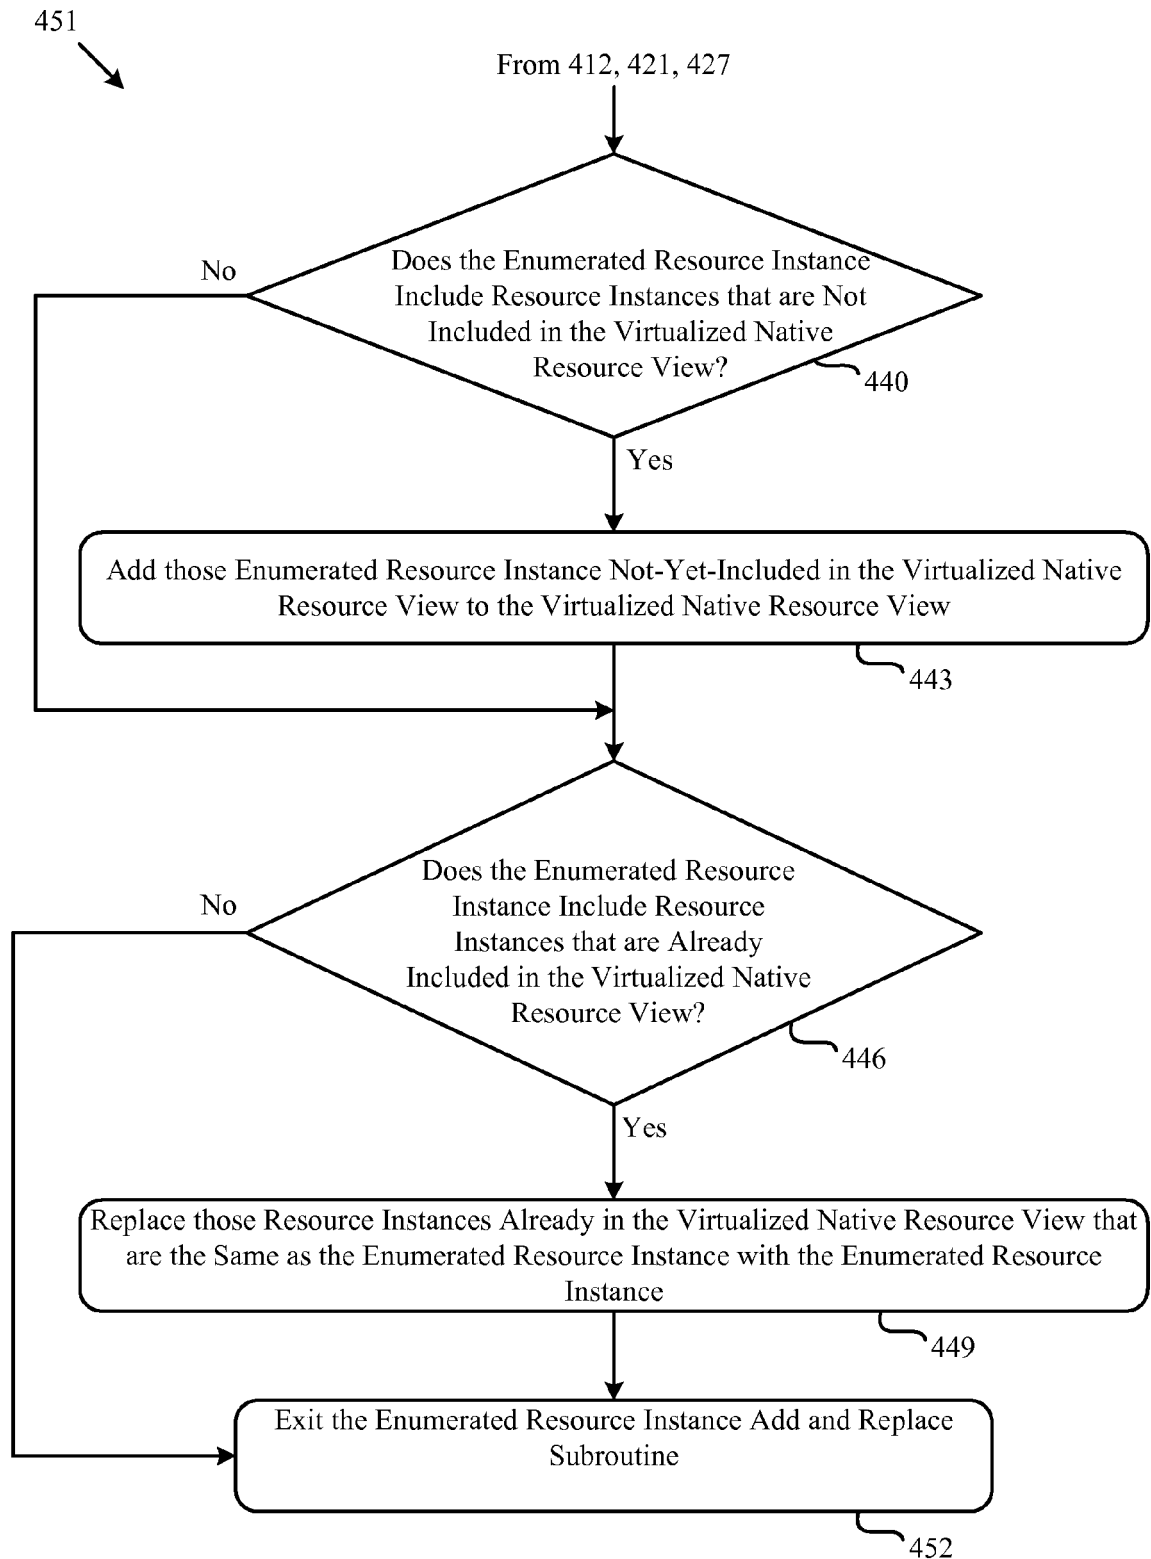 451
From 412, 421, 427
No
Does the Enumerated Resource Instance
Include Resource Instances that are Not
Included in the Virtualized Native
Resource View?
440
Yes
Add those Enumerated Resource Instance Not-Yet-Included in the Virtualized Native
Resource View to the Virtualized Native Resource View
443
No
Does the Enumerated Resource
Instance Include Resource
Instances that are Already
Included in the Virtualized Native
Resource View?
446
Yes
Replace those Resource Instances Already in the Virtualized Native Resource View that
are the Same as the Enumerated Resource Instance with the Enumerated Resource
Instance
449
Exit the Enumerated Resource Instance Add and Replace
Subroutine
452